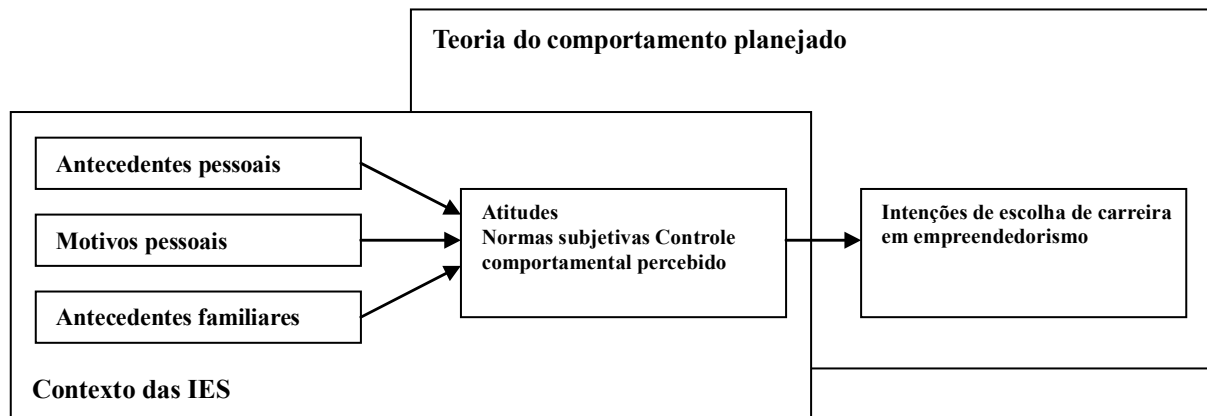 Teoria do comportamento planejado
Antecedentes pessoais
Motivos pessoais
Antecedentes familiares
Atitudes
Normas subjetivas Controle
comportamental percebido
Intenções de escolha de carreira
em empreendedorismo
Contexto das IES